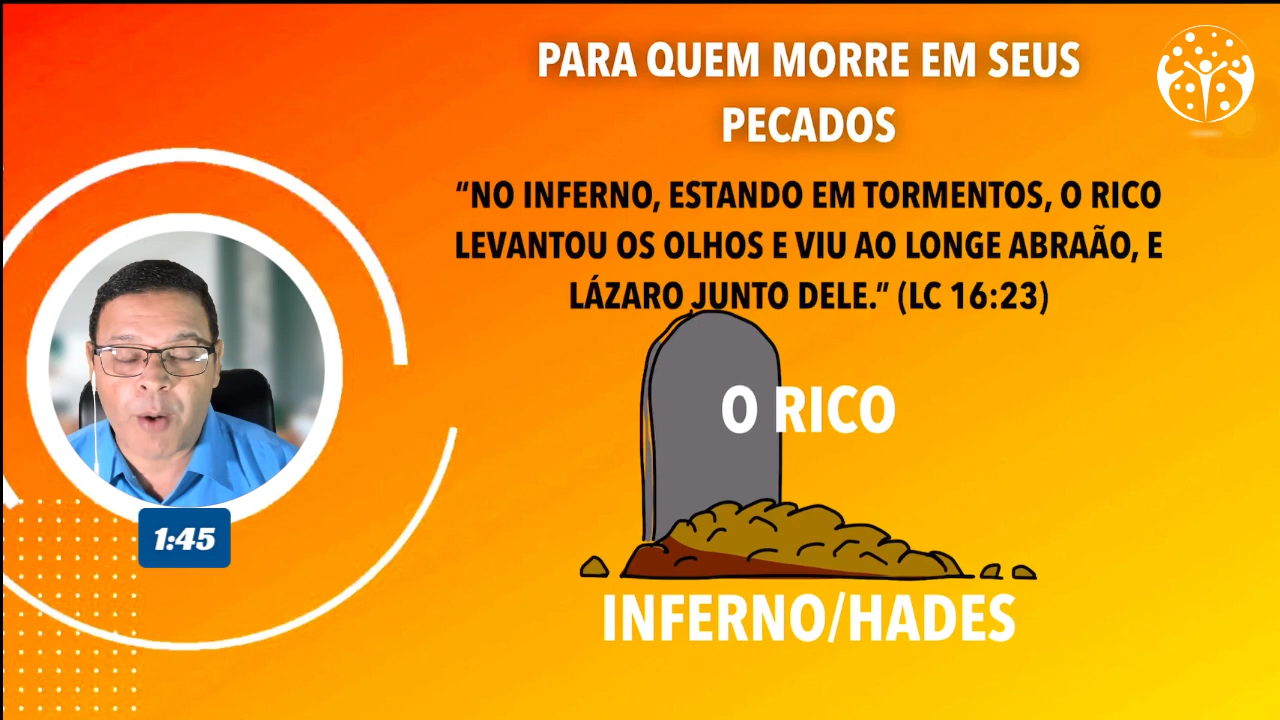 PARA QUEM MORRE EM SEUS
PECADOS
“NO INFERNO, ESTANDO EM TORMENTOS, O RICO
LEVANTOU OS OLHOS E VIU AO LONGE ABRAÃO, E
LÁZARO JUNTO DELE.” (LC 16:23)
O RICO
1:45
INFERNO/HADES